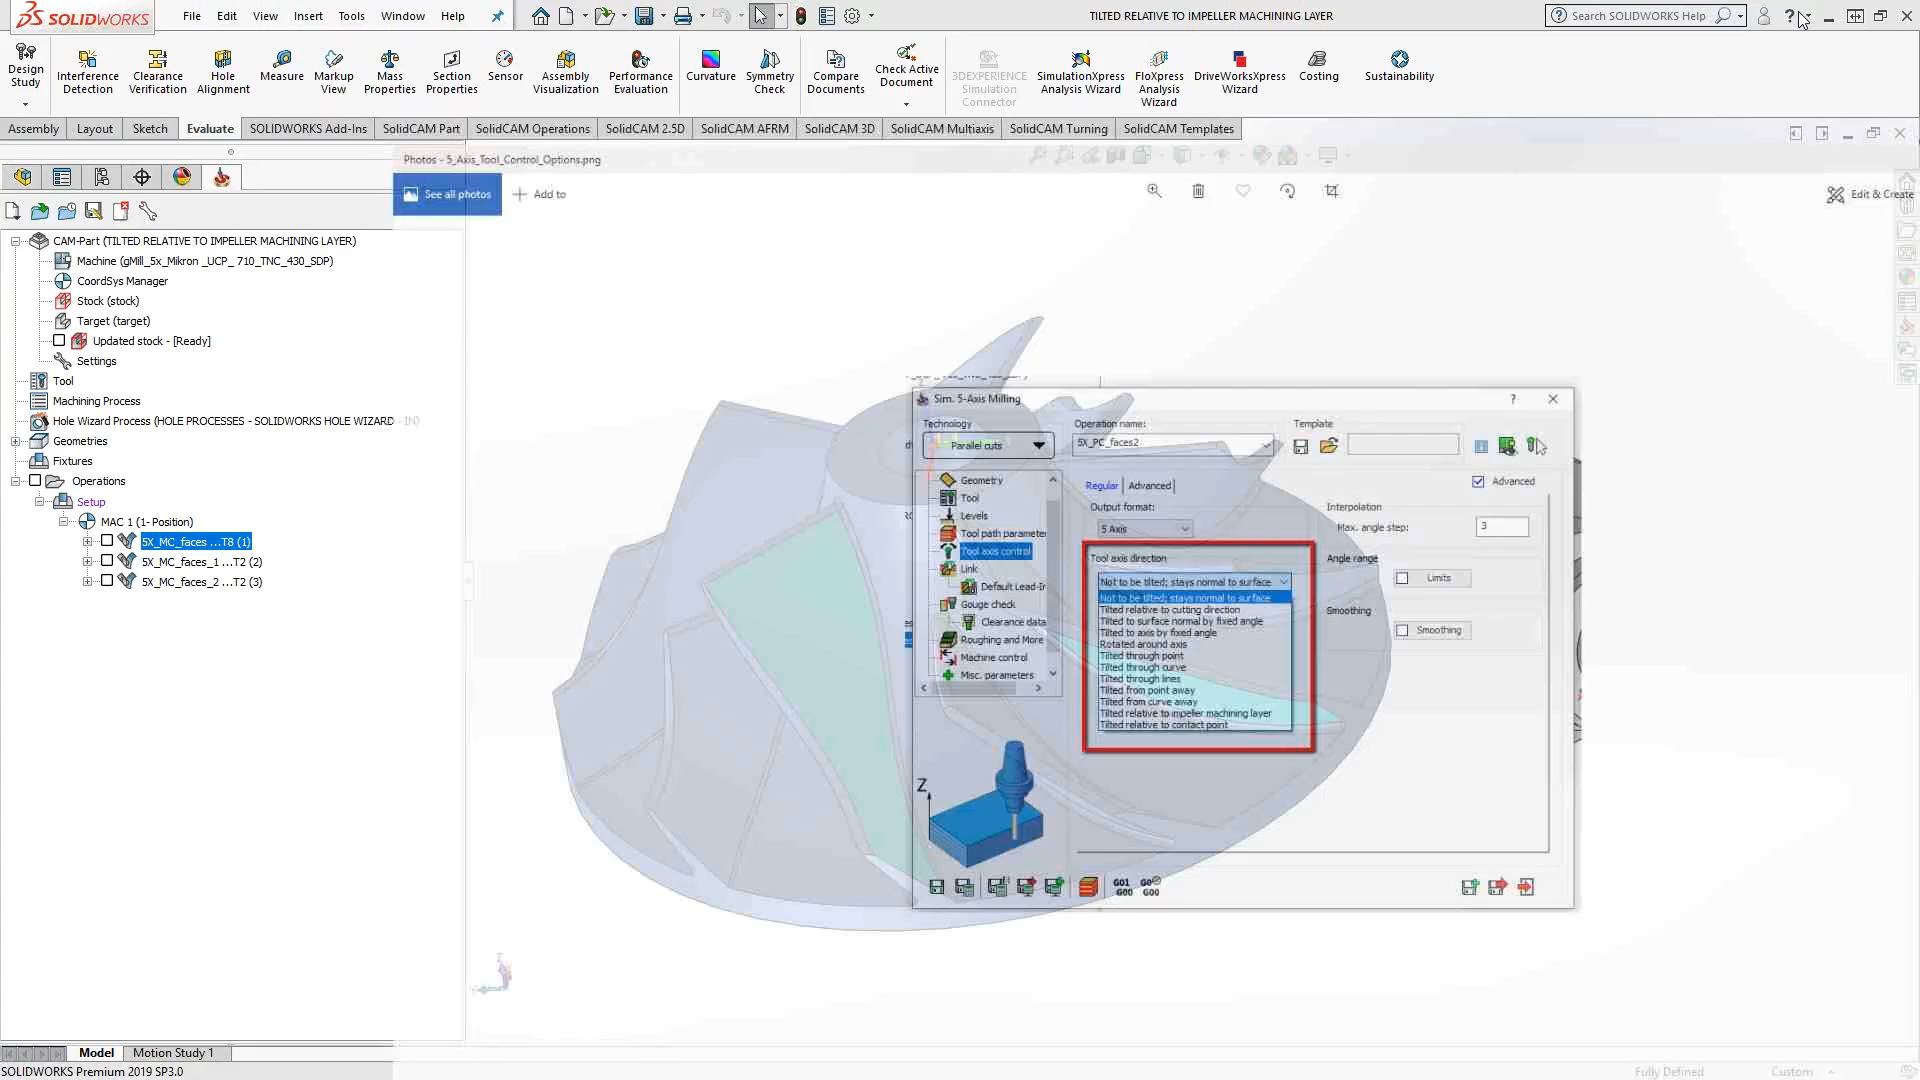 SOLIDWORKS
File Edit View Insert Tools Window Help
TILTED RELATIVE TO IMPELLER MACHINING LAYER
Search SOLIDWORKS Help
Design Study
Interference Detection
Clearance Verification
Hole Alignment
Measure
Markup View
Mass Properties
Section Properties
Sensor
Assembly Visualization
Performance Evaluation
Curvature
Symmetry Check
Compare Documents
Check Active Document
3DEXPERIENCE Simulation Connector
SimulationXpress Analysis Wizard
FloXpress Analysis Wizard
DriveWorksXpress Wizard
Costing
Sustainability
Assembly Layout Sketch Evaluate SOLIDWORKS Add-Ins SolidCAM Part SolidCAM Operations SolidCAM 2.5D SolidCAM AFRM SolidCAM 3D SolidCAM Multiaxis SolidCAM Turning SolidCAM Templates
Photos - 5_Axis_Tool_Control_Options.png
See all photos
Add to
Edit & Create
CAM-Part (TILTED RELATIVE TO IMPELLER MACHINING LAYER)
Machine (gMill_5x_Mikron _UCP_ 710_TNC_430_SDP)
CoordSys Manager
Stock (stock)
Target (target)
Updated stock - [Ready]
Settings
Tool
Machining Process
Hole Wizard Process (HOLE PROCESSES - SOLIDWORKS HOLE WIZARD - IN)
Geometries
Fixtures
Operations
Setup
MAC 1 (1- Position)
5X_MC_faces ...T8 (1)
5X_MC_faces_1 ...T2 (2)
5X_MC_faces_2 ...T2 (3)
Sim. 5-Axis Milling
Technology
Parallel cuts
Operation name:
5X_PC_faces2
Template
Geometry
Tool
Levels
Tool path parameter
Tool axis control
Link
Default Lead-Ir
Gouge check
Clearance data
Roughing and More
Machine control
Misc. parameters
Regular
Advanced
Advanced
Output format:
5 Axis
Interpolation
Max. angle step:
3
Tool axis direction
Not to be tilted; stays normal to surface
Not to be tilted; stays normal to surface
Tilted relative to cutting direction
Tilted to surface normal by fixed angle
Tilted to axis by fixed angle
Rotated around axis
Tilted through point
Tilted through curve
Tilted through lines
Tilted from point away
Tilted from curve away
Tilted relative to impeller machining layer
Tilted relative to contact point
Angle range
Limits
Smoothing
Smoothing
Z
G01
G00
G0
G00
Z
Model
Motion Study 1
SOLIDWORKS Premium 2019 SP3.0
Fully Defined
Custom